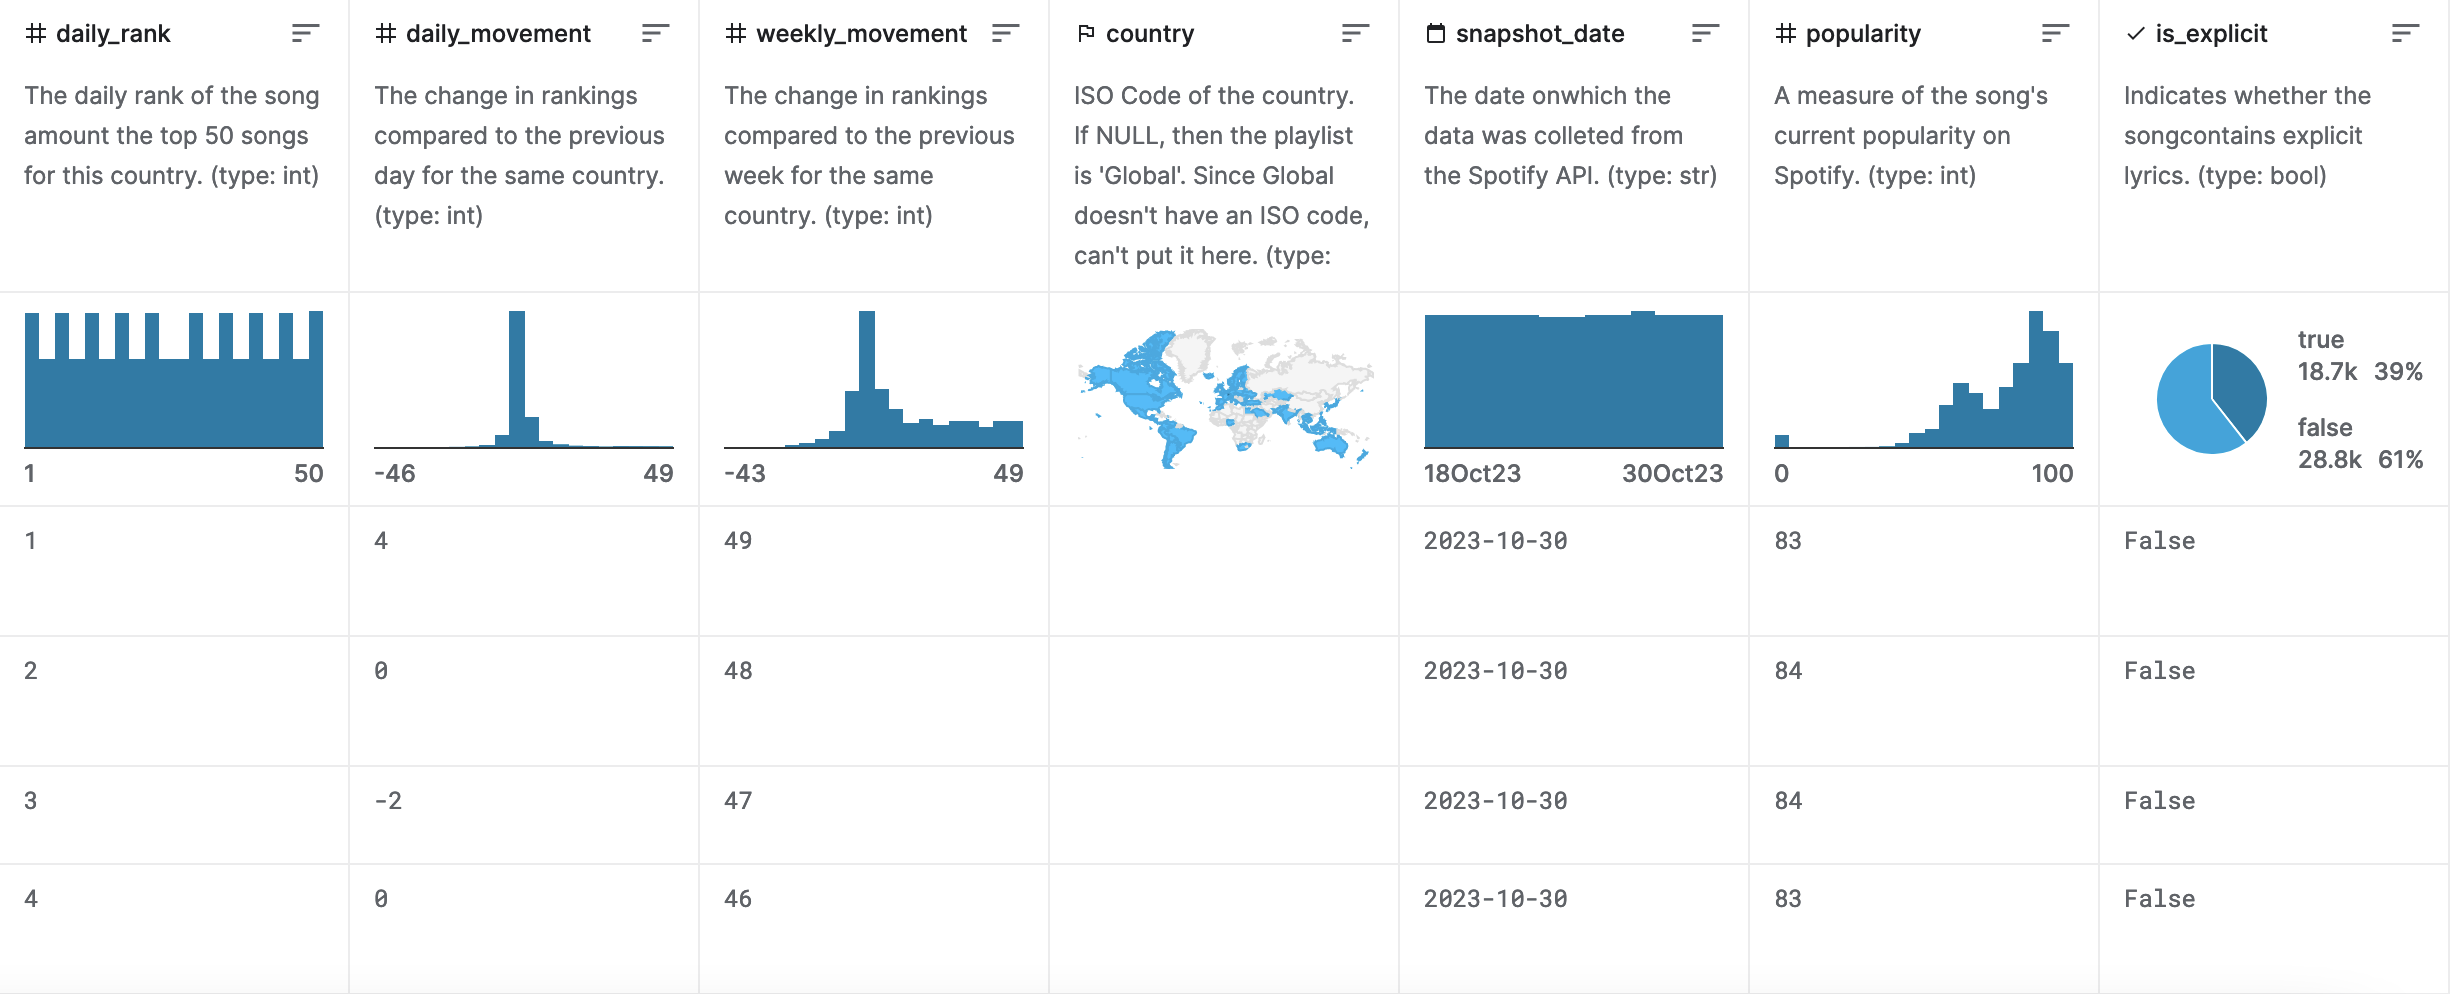 daily_rank
The daily rank of the song
amount the top 50 songs
for this country. (type: int)
daily_movement
The change in rankings
compared to the previous
day for the same country.
(type: int)
weekly_movement
The change in rankings
compared to the previous
week for the same
country. (type: int)
country
ISO Code of the country.
If NULL, then the playlist
is 'Global'. Since Global
doesn't have an ISO code,
can't put it here. (type:
snapshot_date
The date onwhich the
data was colleted from
the Spotify API. (type: str)
popularity
A measure of the song's
current popularity on
Spotify. (type: int)
is_explicit
Indicates whether the
songcontains explicit
lyrics. (type: bool)
1 50
-46 49
-43 49
18Oct23 30Oct23
0 100
true
18.7k 39%
false
28.8k 61%
1 4 49 2023-10-30 83 False
2 0 48 2023-10-30 84 False
3 -2 47 2023-10-30 84 False
4 0 46 2023-10-30 83 False